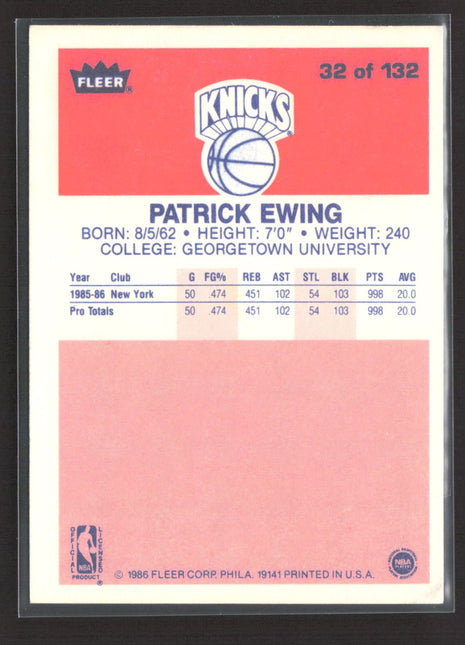 FLEER®
32 of 132
KNICKS®
PATRICK EWING
BORN: 8/5/62 • HEIGHT: 7'0" • WEIGHT: 240
COLLEGE: GEORGETOWN UNIVERSITY
Year Club G FG% REB AST STL BLK PTS AVG
1985-86 New York 50 .474 451 102 54 103 998 20.0
Pro Totals 50 .474 451 102 54 103 998 20.0
OFFICIAL NBA LICENSED
PRODUCT®
NBA
PLAYERS
© 1986 FLEER CORP. PHILA. 19141 PRINTED IN U.S.A.